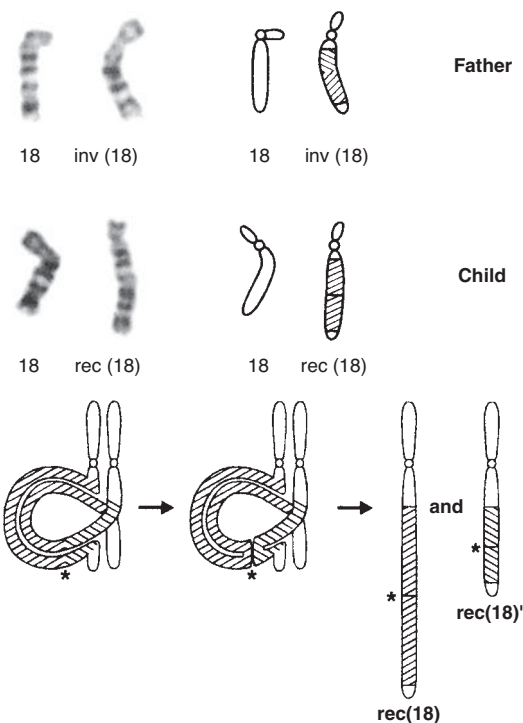 18 inv (18) 18 inv (18) Father
18 rec (18) 18 rec (18) Child
* * * * and
rec(18)'
rec(18)